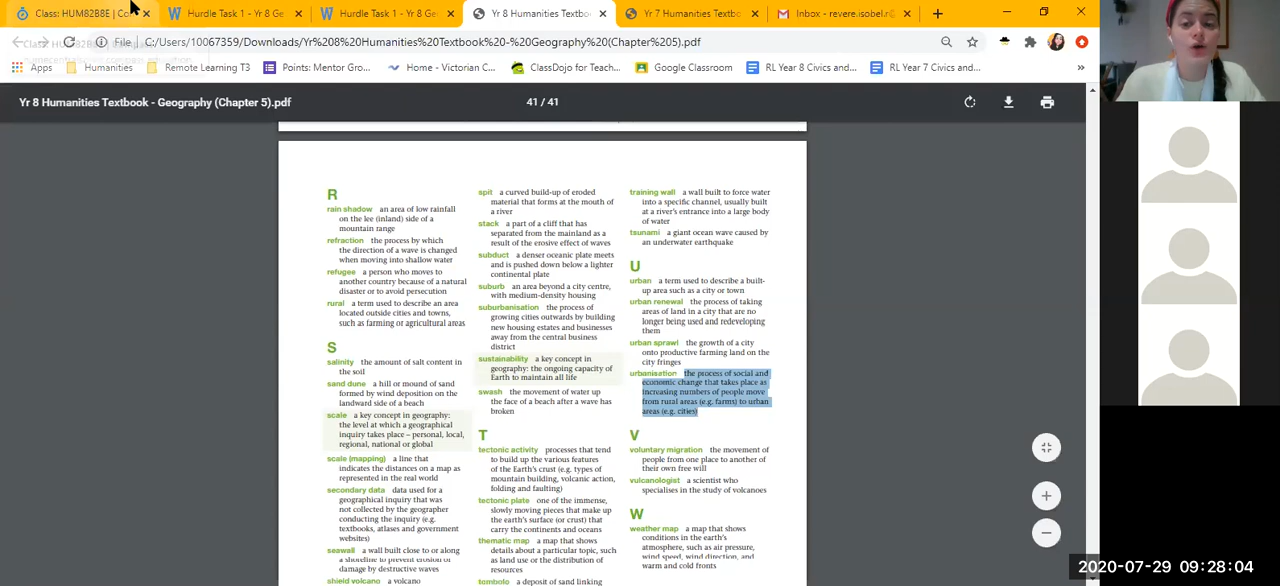 Class: HUM82B8E | Co
Hurdle Task 1 - Yr 8 Ge
Hurdle Task 1 - Yr 8 Ge
Yr 8 Humanities Textbo
Yr 7 Humanities Textbo
Inbox - revere.isobel.r@
File
C:/Users/10067359/Downloads/Yr%208%20Humanities%20Textbook%20-%20Geography%20(Chapter%205).pdf
Apps
Humanities
Remote Learning T3
Points: Mentor Gro...
Home - Victorian C...
ClassDojo for Teach...
Google Classroom
RL Year 8 Civics and...
RL Year 7 Civics and...
»
Yr 8 Humanities Textbook - Geography (Chapter 5).pdf
41 / 41
R
rain shadow an area of low rainfall
on the lee (inland) side of a
mountain range
refraction the process by which
the direction of a wave is changed
when moving into shallow water
refugee a person who moves to
another country because of a natural
disaster or to avoid persecution
rural a term used to describe an area
located outside cities and towns,
such as farming or agricultural areas
S
salinity the amount of salt content in
the soil
sand dune a hill or mound of sand
formed by wind deposition on the
landward side of a beach
scale a key concept in geography:
the level at which a geographical
inquiry takes place – personal, local,
regional, national or global
scale (mapping) a line that
indicates the distances on a map as
represented in the real world
secondary data data used for a
geographical inquiry that was
not collected by the geographer
conducting the inquiry (e.g.
textbooks, atlases and government
websites)
seawall a wall built close to or along
a shoreline to prevent erosion or
damage by destructive waves
shield volcano a volcano
spit a curved build-up of eroded
material that forms at the mouth of
a river
stack a part of a cliff that has
separated from the mainland as a
result of the erosive effect of waves
subduct a denser oceanic plate meets
and is pushed down below a lighter
continental plate
suburb an area beyond a city centre,
with medium-density housing
suburbanisation the process of
growing cities outwards by building
new housing estates and businesses
away from the central business
district
sustainability a key concept in
geography: the ongoing capacity of
Earth to maintain all life
swash the movement of water up
the face of a beach after a wave has
broken
T
tectonic activity processes that tend
to build up the various features
of the Earth's crust (e.g. types of
mountain building, volcanic action,
folding and faulting)
tectonic plate one of the immense,
slowly moving pieces that make up
the earth's surface (or crust) that
carry the continents and oceans
thematic map a map that shows
details about a particular topic, such
as land use or the distribution of
resources
tombolo a deposit of sand linking
training wall a wall built to force water
into a specific channel, usually built
at a river's entrance into a large body
of water
tsunami a giant ocean wave caused by
an underwater earthquake
U
urban a term used to describe a built-
up area such as a city or town
urban renewal the process of taking
areas of land in a city that are no
longer being used and redeveloping
them
urban sprawl the growth of a city
onto productive farming land on the
city fringes
urbanisation the process of social and
economic change that takes place as
increasing numbers of people move
from rural areas (e.g. farms) to urban
areas (e.g. cities)
V
voluntary migration the movement of
people from one place to another of
their own free will
vulcanologist a scientist who
specialises in the study of volcanoes
W
weather map a map that shows
conditions in the earth's
atmosphere, such as air pressure,
wind speed, wind direction, and
warm and cold fronts
2020-07-29 09:28:04